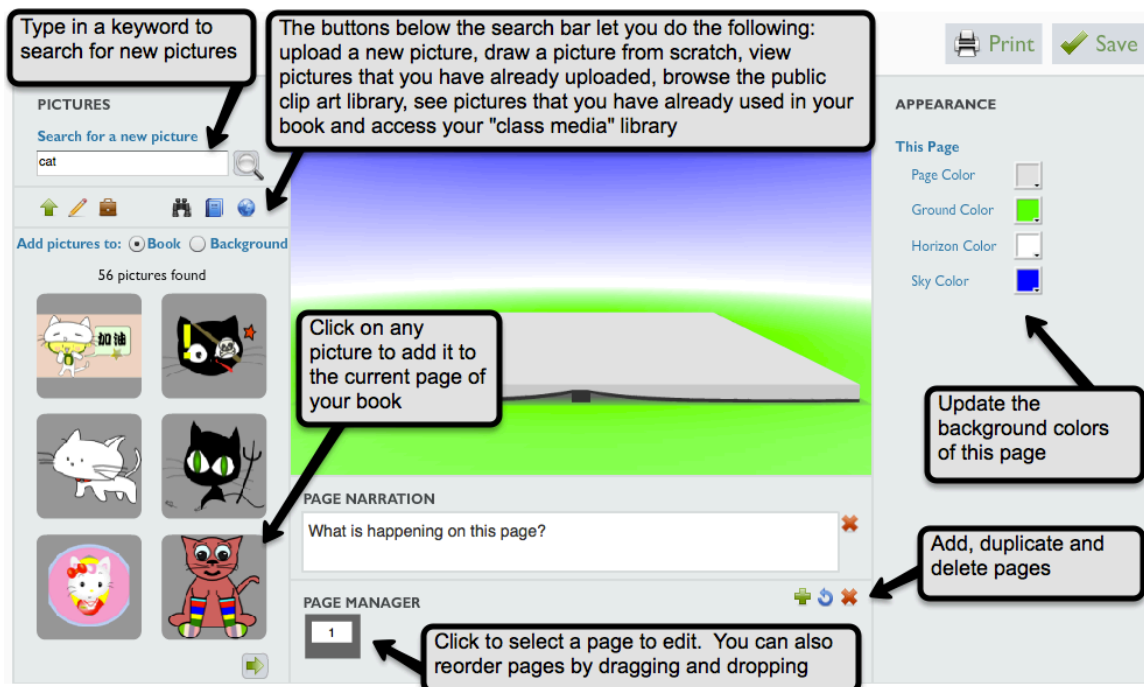 Type in a keyword to
search for new pictures
The buttons below the search bar let you do the following:
upload a new picture, draw a picture from scratch, view
pictures that you have already uploaded, browse the public
clip art library, see pictures that you have already used in your
book and access your "class media" library
Print
Save
PICTURES
Search for a new picture
cat
Add pictures to: Book Background
56 pictures found
加油
Click on any
picture to add it to
the current page of
your book
APPEARANCE
This Page
Page Color
Ground Color
Horizon Color
Sky Color
Update the
background colors
of this page
PAGE NARRATION
What is happening on this page?
Add, duplicate and
delete pages
PAGE MANAGER
1
Click to select a page to edit. You can also
reorder pages by dragging and dropping